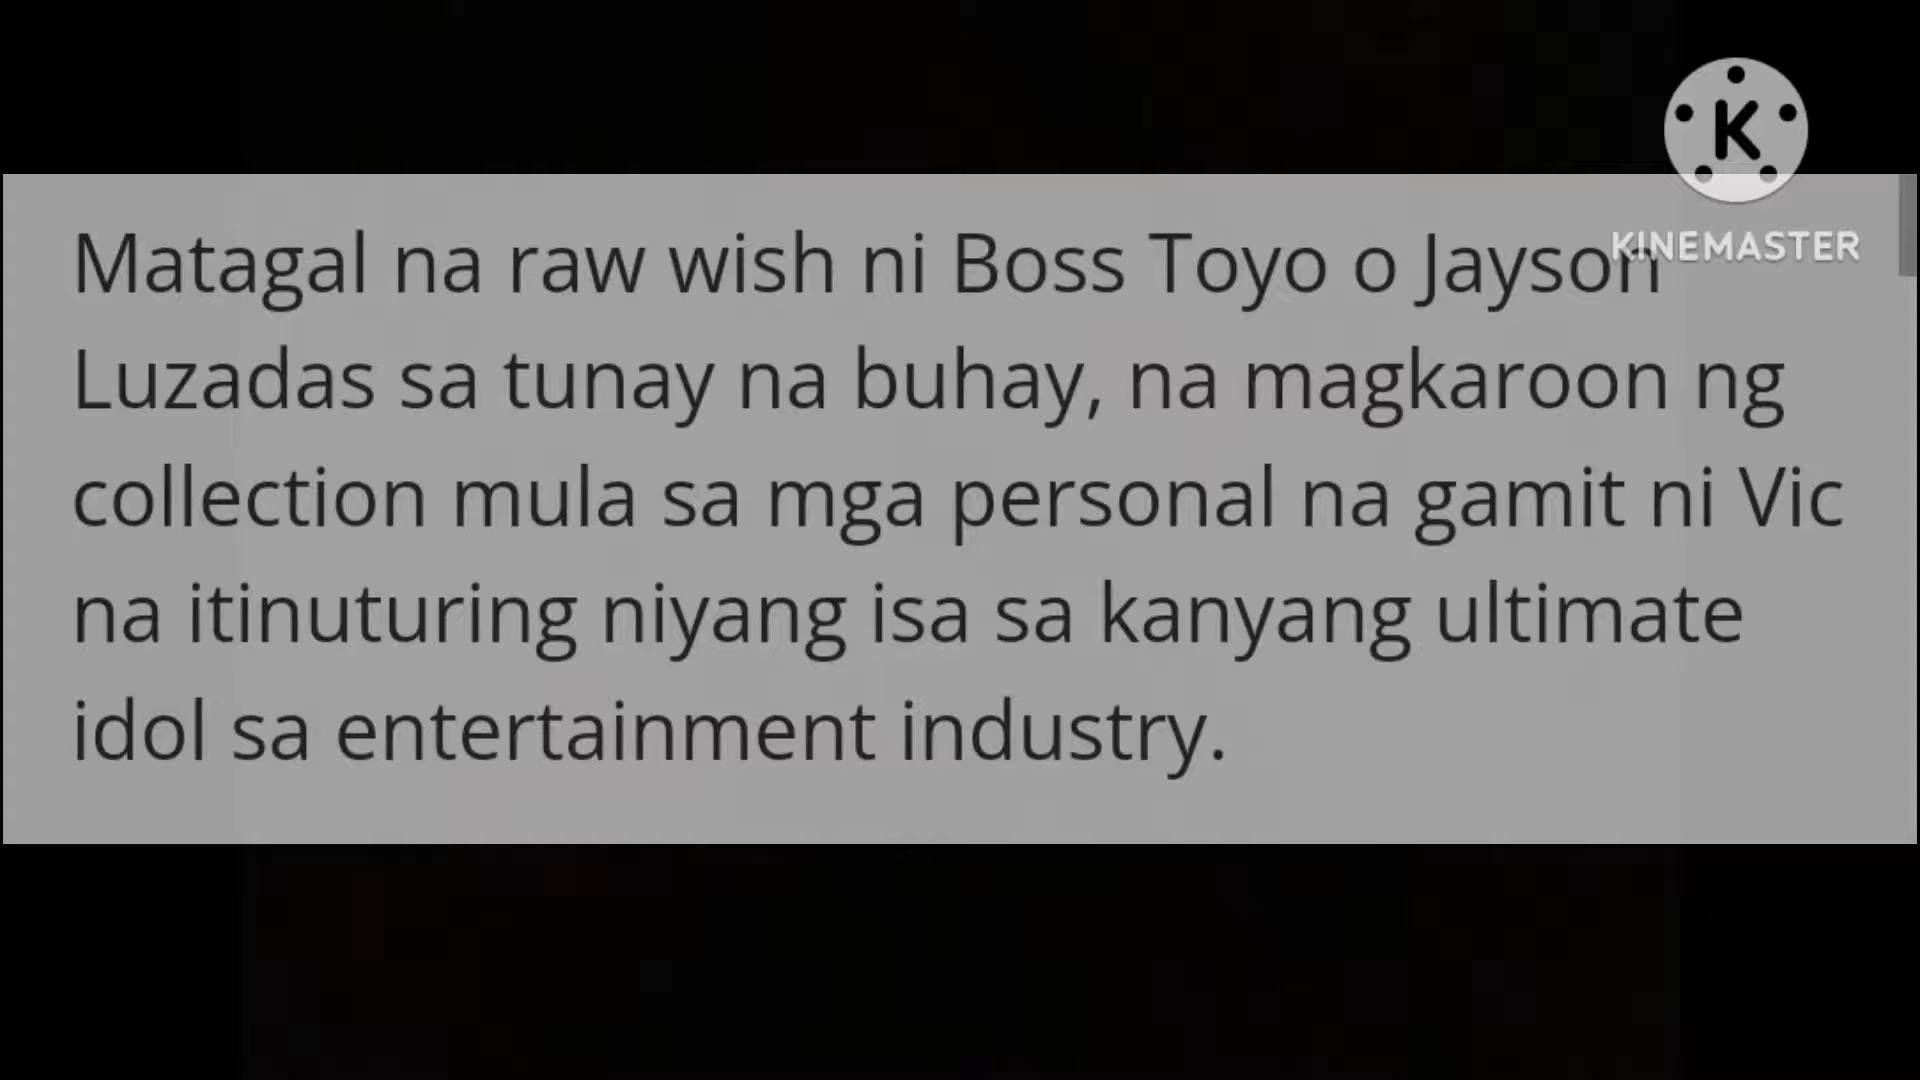 K
KINEMASTER
Matagal na raw wish ni Boss Toyo o Jayson
Luzadas sa tunay na buhay, na magkaroon ng
collection mula sa mga personal na gamit ni Vic
na itinuturing niyang isa sa kanyang ultimate
idol sa entertainment industry.